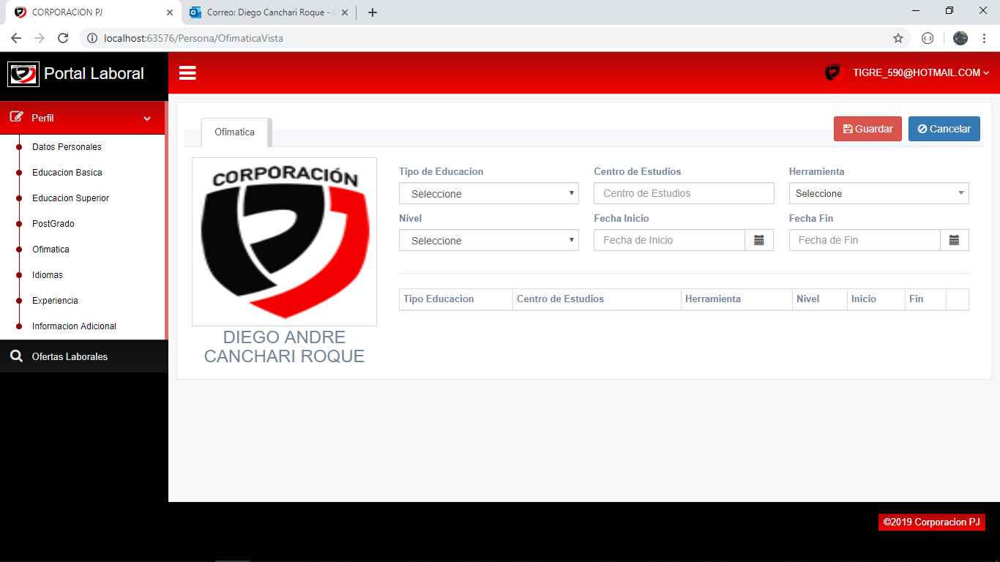 CORPORACION PJ
Correo: Diego Canchari Roque -
localhost:63576/Persona/OfimaticaVista
Portal Laboral
TIGRE_590@HOTMAIL.COM
Perfil
Datos Personales
Educacion Basica
Educacion Superior
PostGrado
Ofimatica
Idiomas
Experiencia
Informacion Adicional
Ofertas Laborales
Ofimatica
Guardar
Cancelar
CORPORACIÓN
DIEGO ANDRE
CANCHARI ROQUE
Tipo de Educacion
Centro de Estudios
Herramienta
Seleccione
Centro de Estudios
Seleccione
Nivel
Fecha Inicio
Fecha Fin
Seleccione
Fecha de Inicio
Fecha de Fin
Tipo Educacion
Centro de Estudios
Herramienta
Nivel
Inicio
Fin
©2019 Corporacion PJ